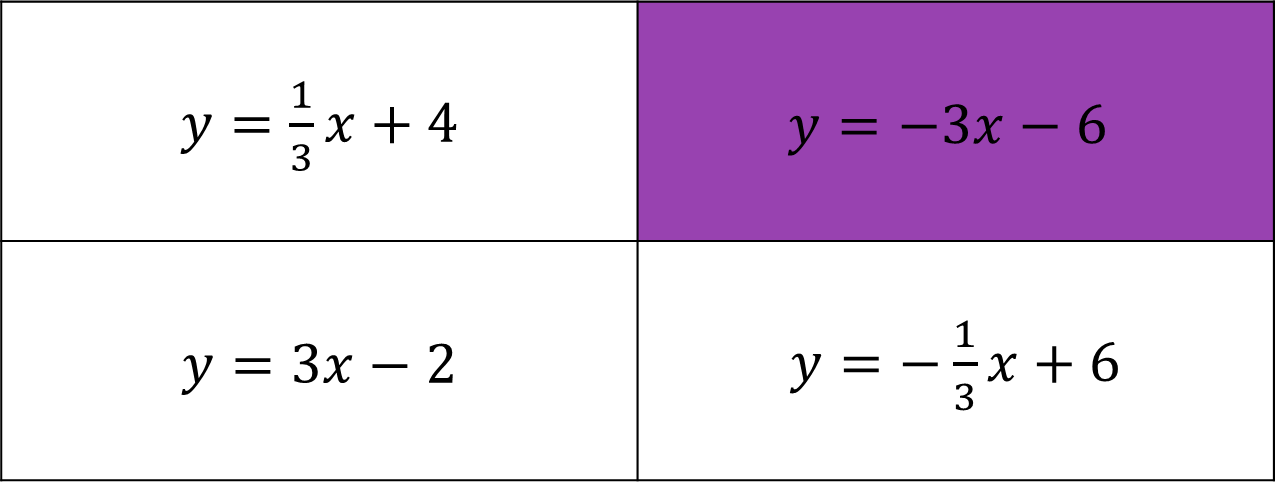 y = 1/3 x + 4
y = −3x − 6
y = 3x − 2
y = − 1/3 x + 6